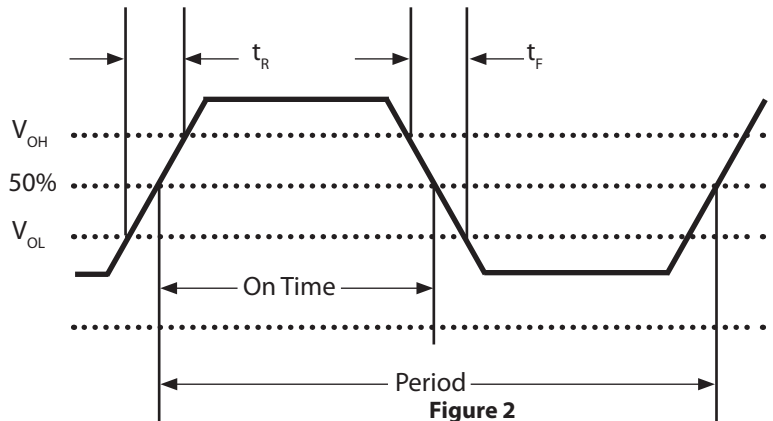 t_R
t_F
V_OH
50%
V_OL
On Time
Period
Figure 2